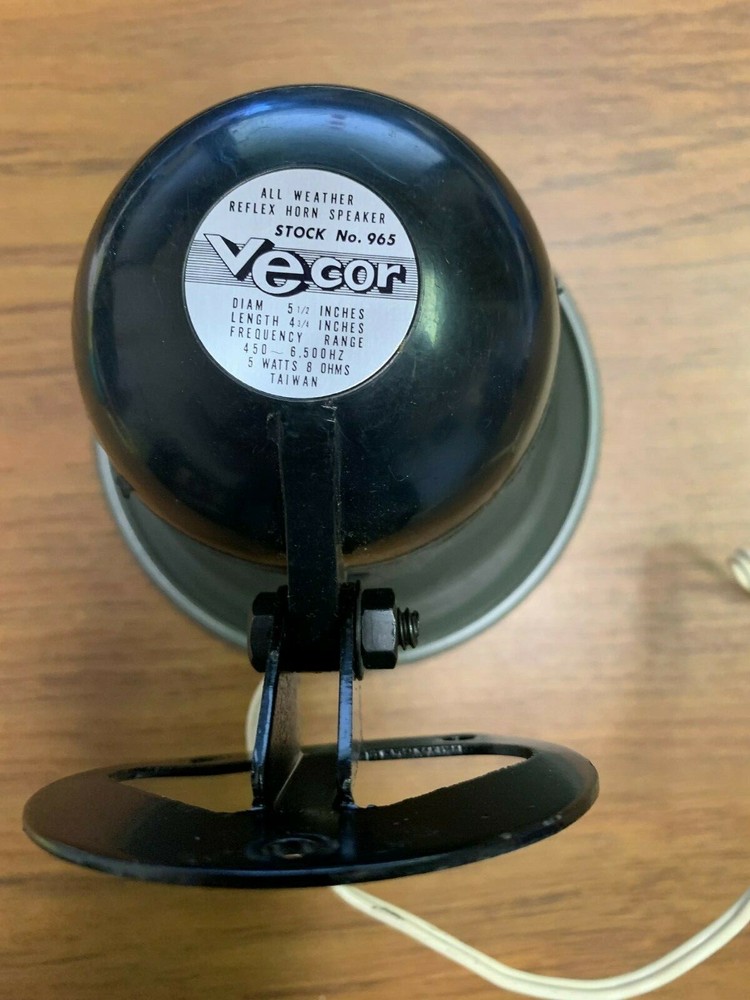 ALL WEATHER
REFLEX HORN SPEAKER
STOCK No. 965
Vecor
DIAM 5 1/2 INCHES
LENGTH 4 3/4 INCHES
FREQUENCY RANGE
450~6,500HZ
5 WATTS 8 OHMS
TAIWAN